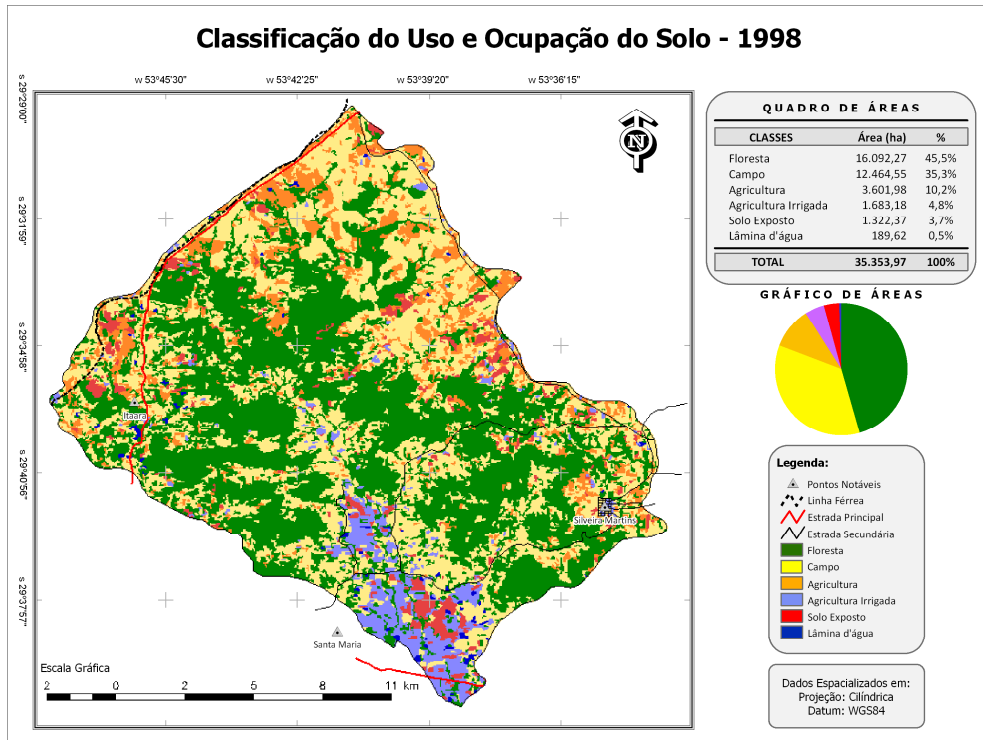 Classificação do Uso e Ocupação do Solo - 1998
w 53°45'30" w 53°42'25" w 53°39'20" w 53°36'15"
s 29°29'00"
s 29°31'59"
s 29°34'58"
s 29°40'56"
s 29°37'57"
N
Itaara
Silveira Martins
Santa Maria
Escala Gráfica
2 0 2 5 8 11 km
QUADRO DE ÁREAS
CLASSES Área (ha) %
Floresta 16.092,27 45,5%
Campo 12.464,55 35,3%
Agricultura 3.601,98 10,2%
Agricultura Irrigada 1.683,18 4,8%
Solo Exposto 1.322,37 3,7%
Lâmina d'água 189,62 0,5%
TOTAL 35.353,97 100%
GRÁFICO DE ÁREAS
Legenda:
Pontos Notáveis
Linha Férrea
Estrada Principal
Estrada Secundária
Floresta
Campo
Agricultura
Agricultura Irrigada
Solo Exposto
Lâmina d'água
Dados Espacializados em:
Projeção: Cilíndrica
Datum: WGS84